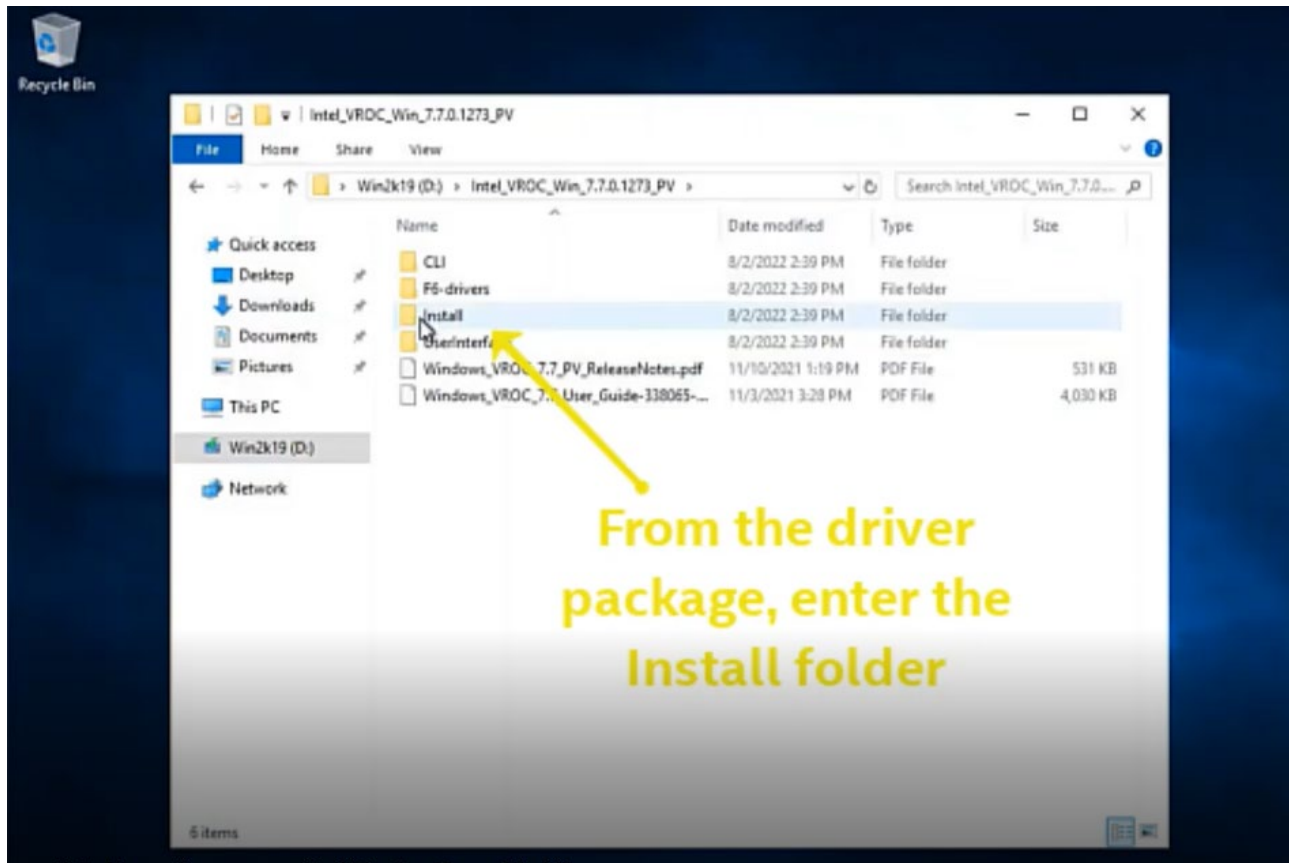 Recycle Bin
Intel_VROC_Win_7.7.0.1273_PV
File Home Share View
Win2k19 (D:) Intel_VROC_Win_7.7.0.1273_PV Search Intel_VROC_Win_7.7.0....
Name Date modified Type Size
Quick access
Desktop
Downloads
Documents
Pictures
This PC
Win2k19 (D:)
Network
CLI 8/2/2022 2:39 PM File folder
F6-drivers 8/2/2022 2:39 PM File folder
Install 8/2/2022 2:39 PM File folder
8/2/2022 2:39 PM File folder
Windows_VROC_7.7_PV_ReleaseNotes.pdf 11/10/2021 1:19 PM PDF File 531 KB
11/3/2021 3:28 PM PDF File 4,030 KB
From the driver
package, enter the
Install folder
6 items